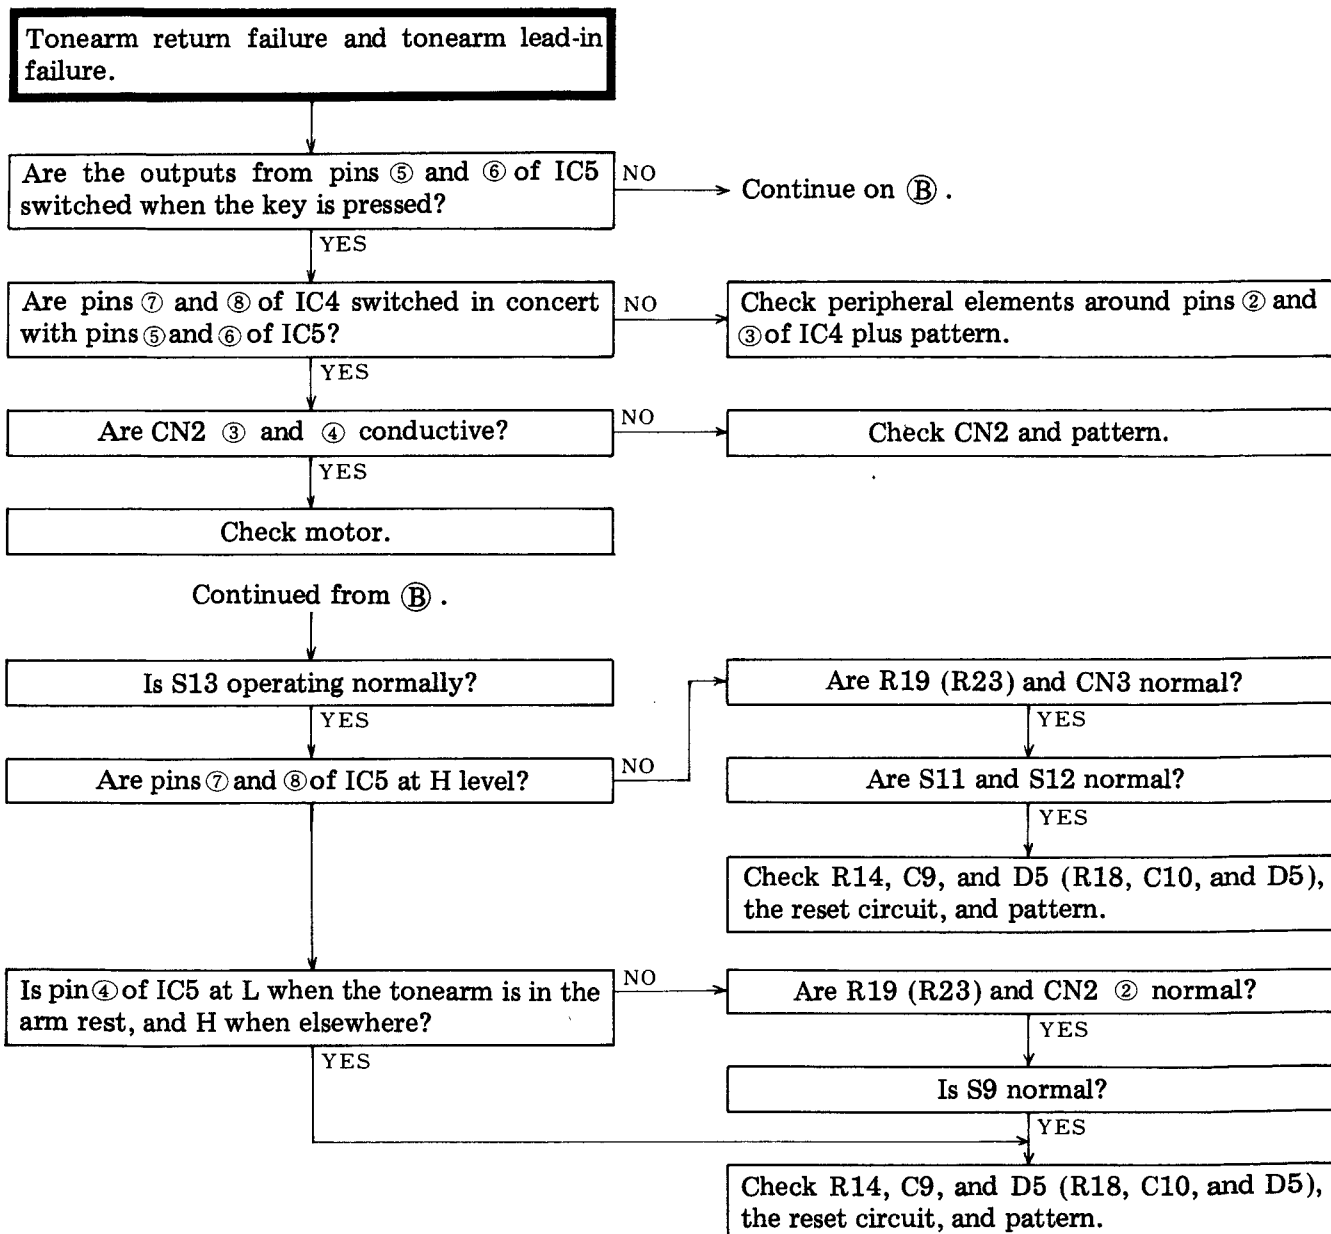 Tonearm return failure and tonearm lead-in
failure.
Are the outputs from pins ⑤ and ⑥ of IC5
switched when the key is pressed?
NO
Continue on Ⓑ .
YES
Are pins ⑦ and ⑧ of IC4 switched in concert
with pins ⑤ and ⑥ of IC5?
NO
Check peripheral elements around pins ② and
③ of IC4 plus pattern.
YES
Are CN2 ③ and ④ conductive?
NO
Check CN2 and pattern.
YES
Check motor.
Continued from Ⓑ .
Is S13 operating normally?
YES
Are pins ⑦ and ⑧ of IC5 at H level?
NO
Are R19 (R23) and CN3 normal?
YES
Are S11 and S12 normal?
YES
Check R14, C9, and D5 (R18, C10, and D5),
the reset circuit, and pattern.
Is pin ④ of IC5 at L when the tonearm is in the
arm rest, and H when elsewhere?
NO
YES
Are R19 (R23) and CN2 ② normal?
YES
Is S9 normal?
YES
Check R14, C9, and D5 (R18, C10, and D5),
the reset circuit, and pattern.